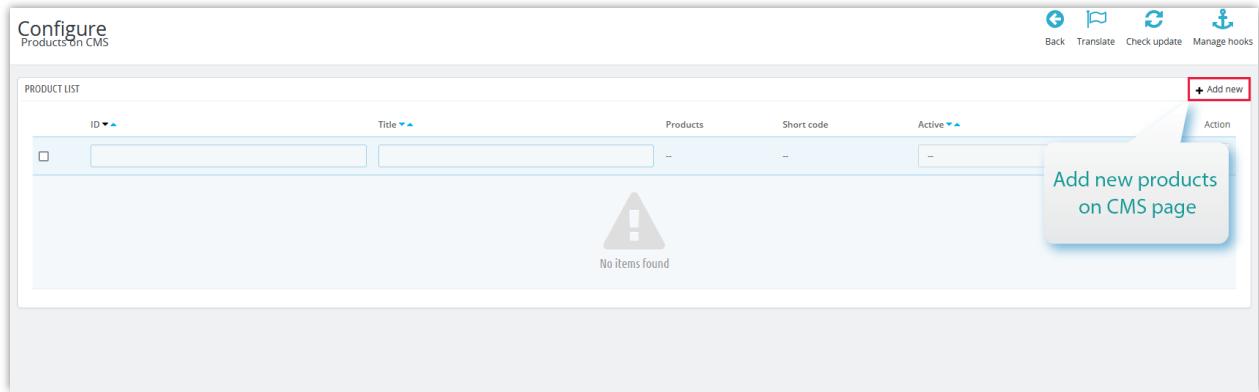 Configure
Products on CMS
Back Translate Check update Manage hooks
PRODUCT LIST
+ Add new
ID Title Products Short code Active Action
-- -- --
Add new products
on CMS page
No items found